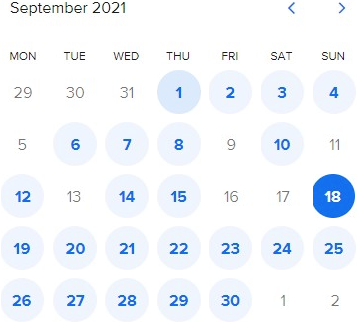 September 2021
MON TUE WED THU FRI SAT SUN
29 30 31 1 2 3 4
5 6 7 8 9 10 11
12 13 14 15 16 17 18
19 20 21 22 23 24 25
26 27 28 29 30 1 2